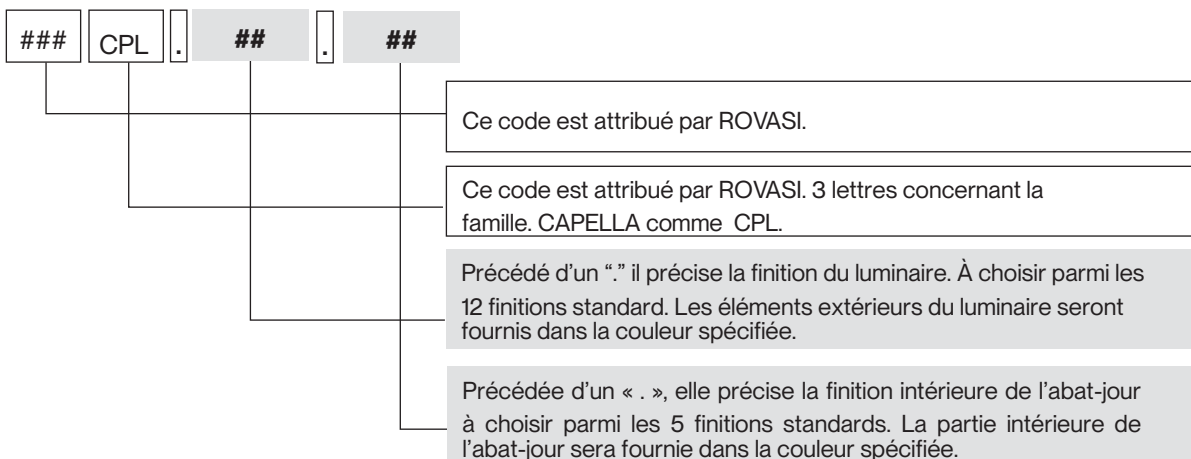 ### CPL . ## . ##
Ce code est attribué par ROVASI.
Ce code est attribué par ROVASI. 3 lettres concernant la
famille. CAPELLA comme CPL.
Précédé d’un “.” il précise la finition du luminaire. À choisir parmi les
12 finitions standard. Les éléments extérieurs du luminaire seront
fournis dans la couleur spécifiée.
Précédée d’un « . », elle précise la finition intérieure de l’abat-jour
à choisir parmi les 5 finitions standards. La partie intérieure de
l’abat-jour sera fournie dans la couleur spécifiée.